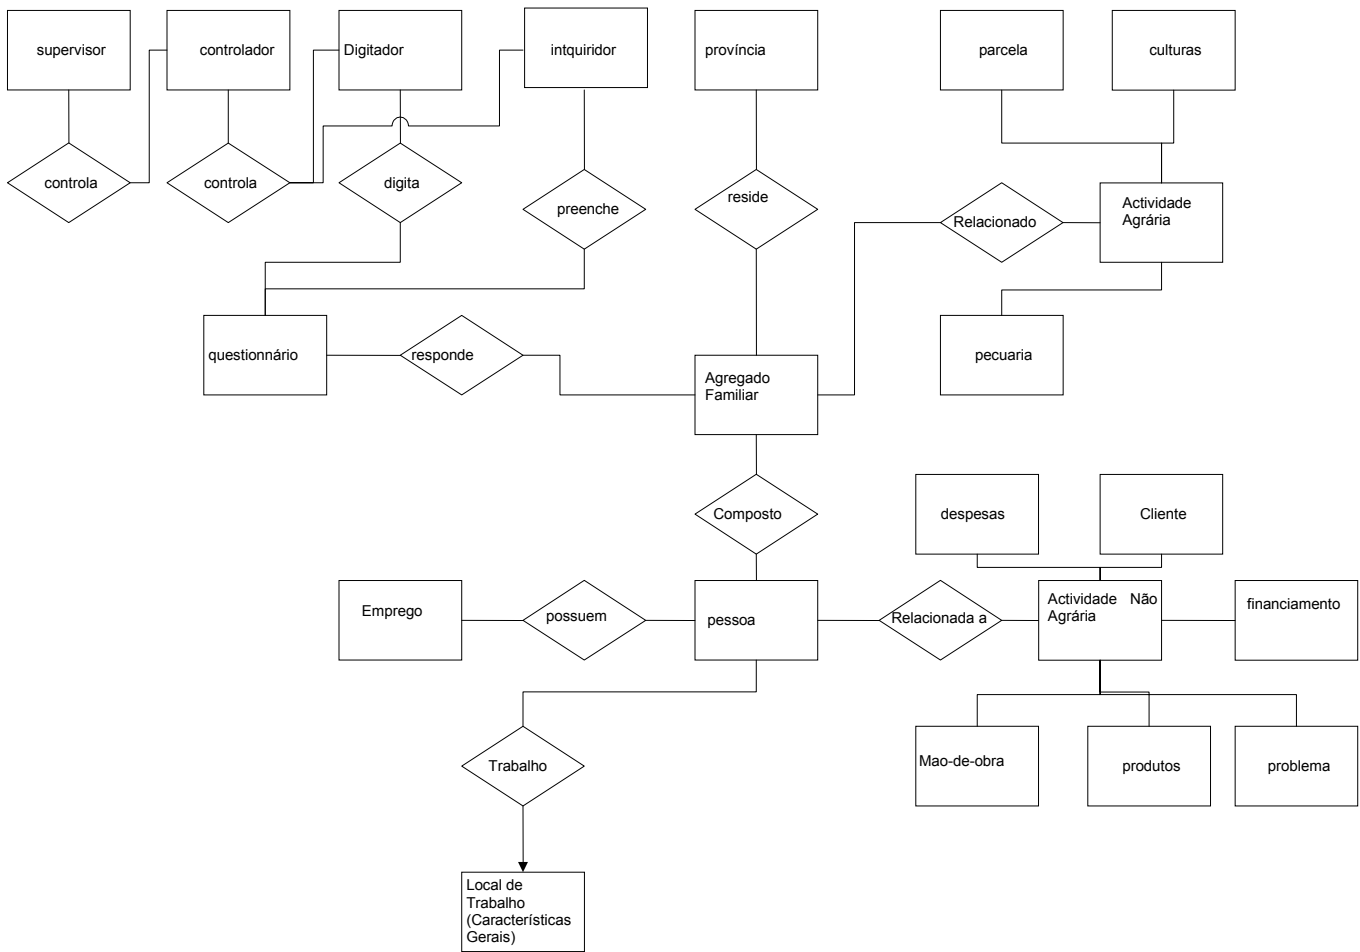 supervisor
controlador
Digitador
intquiridor
província
parcela
culturas
controla
controla
digita
preenche
reside
Relacionado
Actividade
Agrária
questionnário
responde
Agregado
Familiar
pecuaria
Composto
despesas
Cliente
Emprego
possuem
pessoa
Relacionada a
Actividade Não
Agrária
financiamento
Trabalho
Mao-de-obra
produtos
problema
Local de
Trabalho
(Características
Gerais)